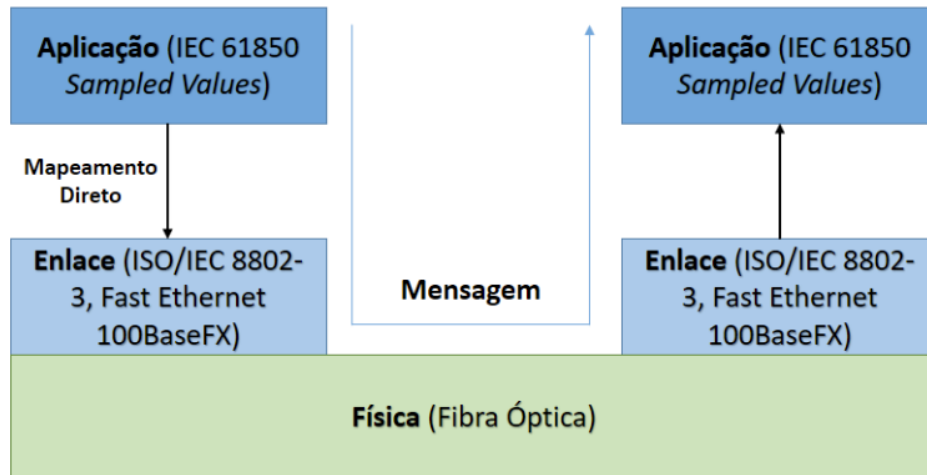 Aplicação (IEC 61850
Sampled Values)
Aplicação (IEC 61850
Sampled Values)
Mapeamento
Direto
Enlace (ISO/IEC 8802-
3, Fast Ethernet
100BaseFX)
Mensagem
Enlace (ISO/IEC 8802-
3, Fast Ethernet
100BaseFX)
Física (Fibra Óptica)